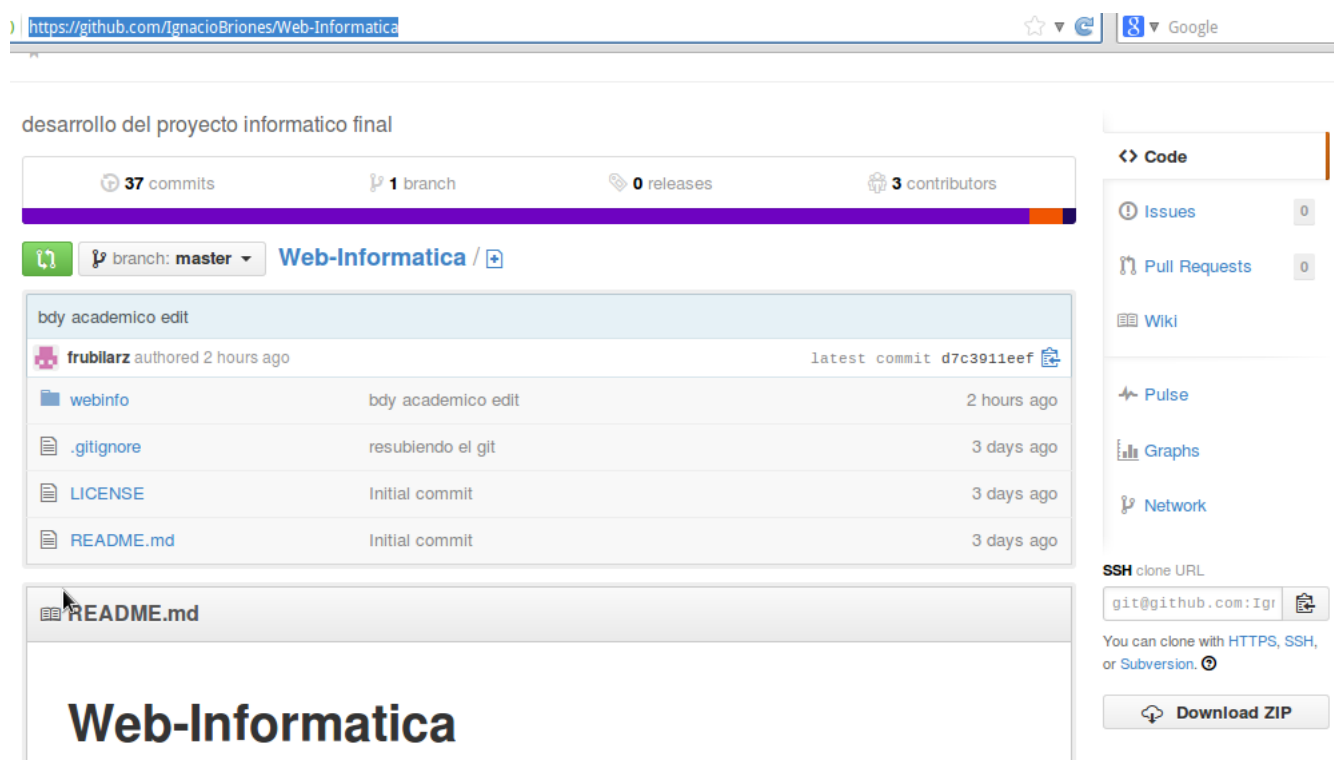 https://github.com/IgnacioBriones/Web-Informatica
Google
desarrollo del proyecto informatico final
37 commits 1 branch 0 releases 3 contributors
branch: master Web-Informatica /
bdy academico edit
frubilarz authored 2 hours ago latest commit d7c3911eef
webinfo bdy academico edit 2 hours ago
.gitignore resubiendo el git 3 days ago
LICENSE Initial commit 3 days ago
README.md Initial commit 3 days ago
README.md
Web-Informatica
Code
Issues 0
Pull Requests 0
Wiki
Pulse
Graphs
Network
SSH clone URL
git@github.com:Igr
You can clone with HTTPS, SSH,
or Subversion.
Download ZIP